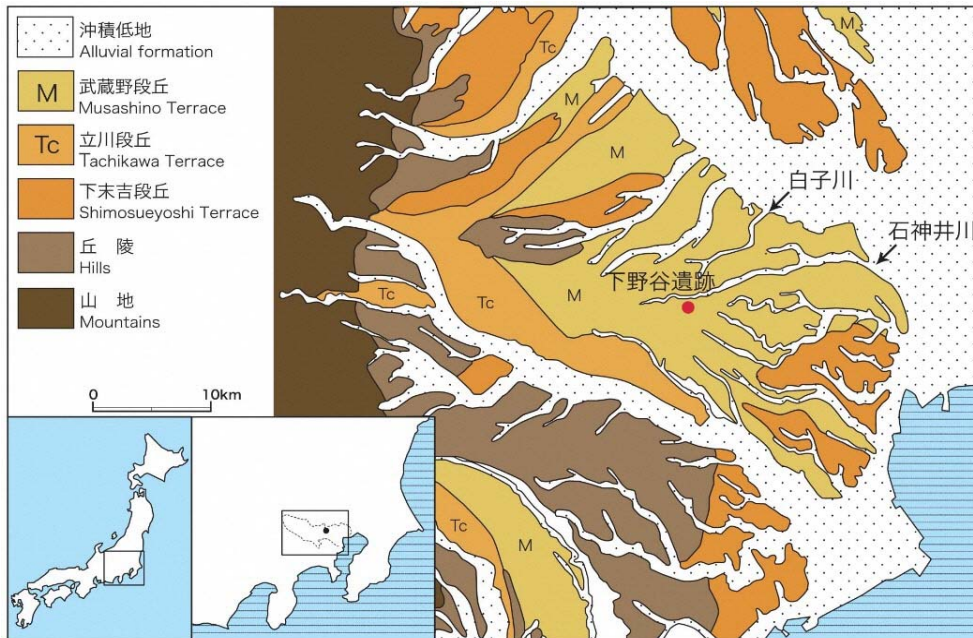 沖積低地
Alluvial formation
M
武蔵野段丘
Musashino Terrace
Tc
立川段丘
Tachikawa Terrace
下末吉段丘
Shimosueyoshi Terrace
丘　陵
Hills
山　地
Mountains
0
10km
M
Tc
M
M
白子川
石神井川
下野谷遺跡
Tc
Tc
M
Tc
M